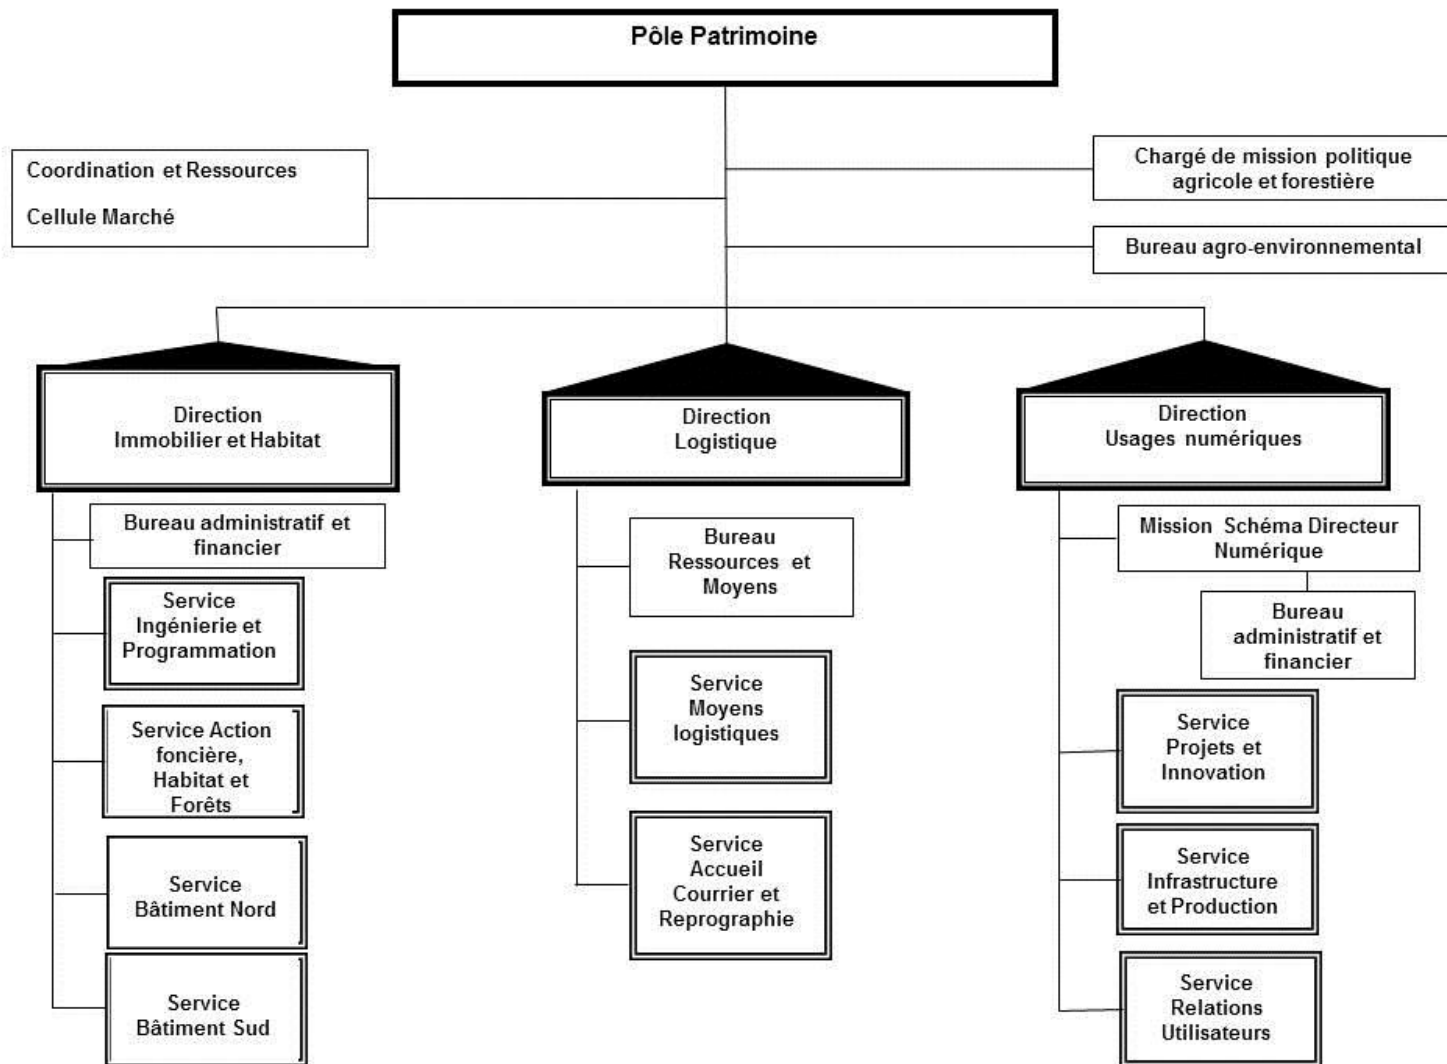 Pôle Patrimoine
Coordination et Ressources
Cellule Marché
Chargé de mission politique
agricole et forestière
Bureau agro-environnemental
Direction
Immobilier et Habitat
Bureau administratif et
financier
Service
Ingénierie et
Programmation
Service Action
foncière,
Habitat et
Forêts
Service
Bâtiment Nord
Service
Bâtiment Sud
Direction
Logistique
Bureau
Ressources et
Moyens
Service
Moyens
logistiques
Service
Accueil
Courrier et
Reprographie
Direction
Usages numériques
Mission Schéma Directeur
Numérique
Bureau
administratif et
financier
Service
Projets et
Innovation
Service
Infrastructure
et Production
Service
Relations
Utilisateurs